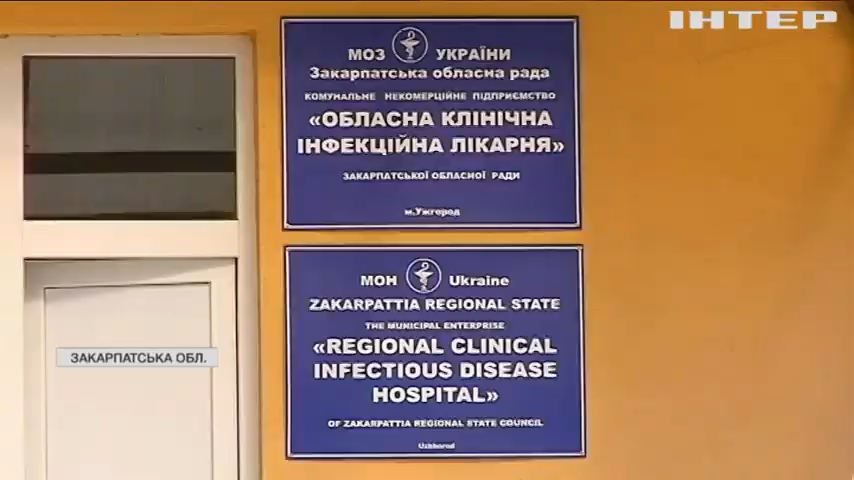 ІНТЕР
МОЗ УКРАЇНИ
Закарпатська обласна рада
КОМУНАЛЬНЕ НЕКОМЕРЦІЙНЕ ПІДПРИЄМСТВО
«ОБЛАСНА КЛІНІЧНА
ІНФЕКЦІЙНА ЛІКАРНЯ»
ЗАКАРПАТСЬКОЇ ОБЛАСНОЇ РАДИ
м.Ужгород
МОН Ukraine
ZAKARPATTIA REGIONAL STATE
THE MUNICIPAL ENTERPRISE
«REGIONAL CLINICAL
INFECTIOUS DISEASE
HOSPITAL»
OF ZAKARPATTIA REGIONAL STATE COUNCIL
Uzhhorod
ЗАКАРПАТСЬКА ОБЛ.